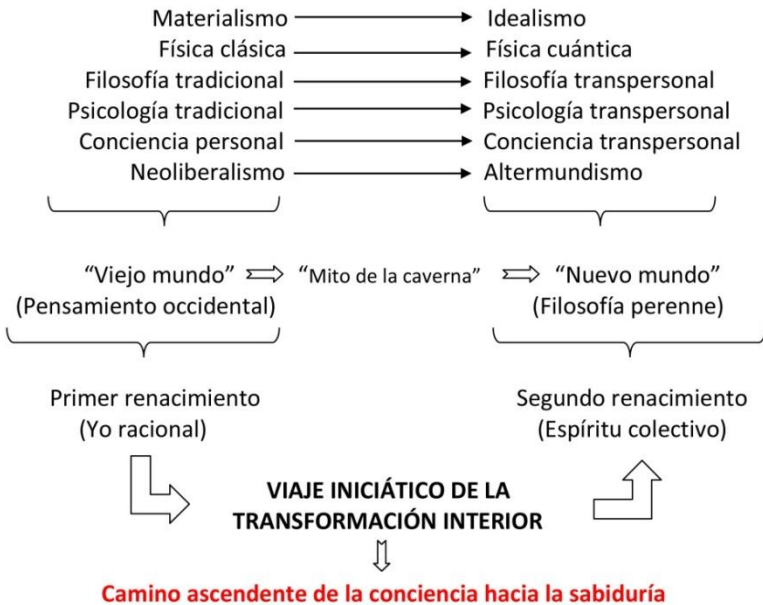 Materialismo Idealismo
Física clásica Física cuántica
Filosofía tradicional Filosofía transpersonal
Psicología tradicional Psicología transpersonal
Conciencia personal Conciencia transpersonal
Neoliberalismo Altermundismo
“Viejo mundo” “Mito de la caverna” “Nuevo mundo”
(Pensamiento occidental) (Filosofía perenne)
Primer renacimiento Segundo renacimiento
(Yo racional) (Espíritu colectivo)
VIAJE INICIÁTICO DE LA
TRANSFORMACIÓN INTERIOR
Camino ascendente de la conciencia hacia la sabiduría